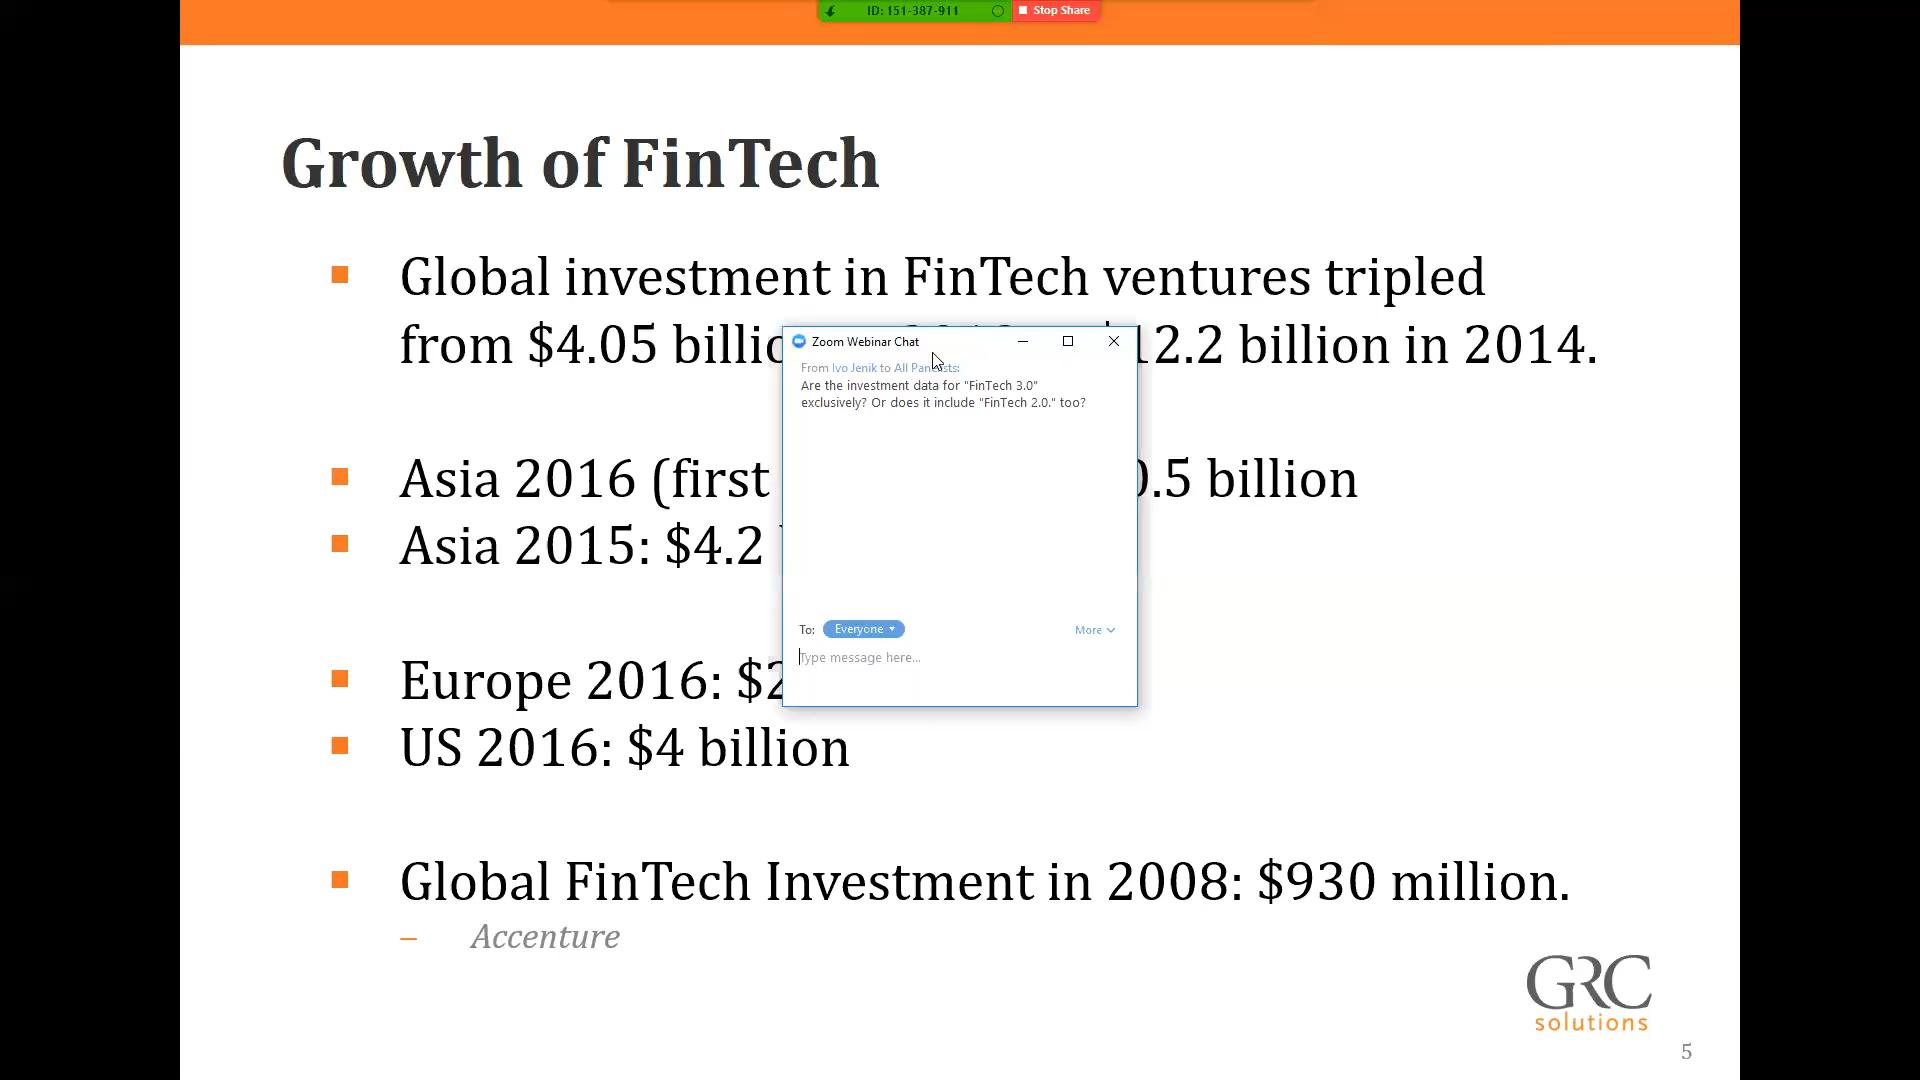 ID: 151-387-911 Stop Share
Growth of FinTech
Global investment in FinTech ventures tripled
from $4.05 12.2 billion in 2014.
Zoom Webinar Chat
From Ivo Jenik to All Panelists:
Are the investment data for "FinTech 3.0"
exclusively? Or does it include "FinTech 2.0." too?
Asia 2016 (first .5 billion
Asia 2015: $4.2
To: Everyone More
Type message here...
Europe 2016: $2
US 2016: $4 billion
Global FinTech Investment in 2008: $930 million.
– Accenture
GRC
solutions
5